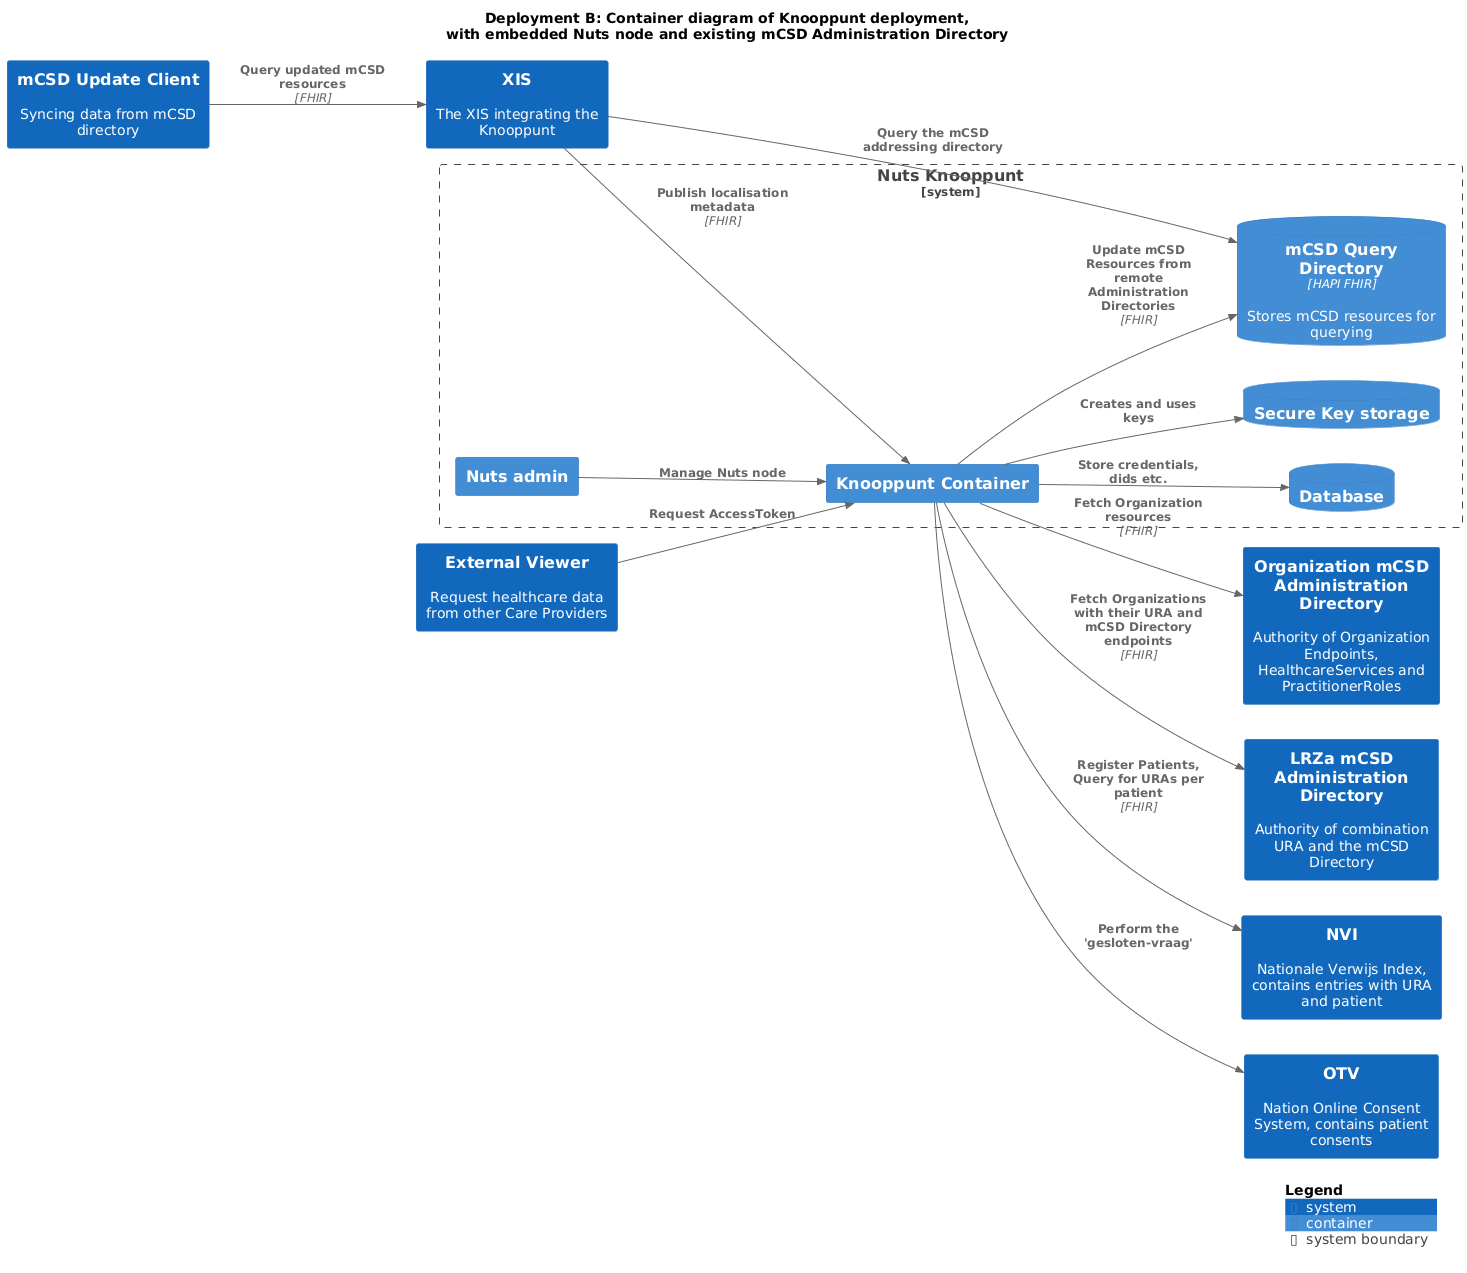 Deployment B: Container diagram of Knooppunt deployment,
with embedded Nuts node and existing mCSD Administration Directory
mCSD Update Client
Syncing data from mCSD
directory
Query updated mCSD
resources
[FHIR]
XIS
The XIS integrating the
Knooppunt
Query the mCSD
addressing directory
Nuts Knooppunt
[system]
Publish localisation
metadata
[FHIR]
Update mCSD
Resources from
remote
Administration
Directories
[FHIR]
mCSD Query
Directory
[HAPI FHIR]
Stores mCSD resources for
querying
Creates and uses
keys
Secure Key storage
Nuts admin
Manage Nuts node
Knooppunt Container
Store credentials,
dids etc.
Database
Request AccessToken
Fetch Organization
resources
[FHIR]
External Viewer
Request healthcare data
from other Care Providers
Organization mCSD
Administration
Directory
Authority of Organization
Endpoints,
HealthcareServices and
PractitionerRoles
Fetch Organizations
with their URA and
mCSD Directory
endpoints
[FHIR]
LRZa mCSD
Administration
Directory
Authority of combination
URA and the mCSD
Directory
Register Patients,
Query for URAs per
patient
[FHIR]
NVI
Nationale Verwijs Index,
contains entries with URA
and patient
Perform the
'gesloten-vraag'
OTV
Nation Online Consent
System, contains patient
consents
Legend
system
container
system boundary